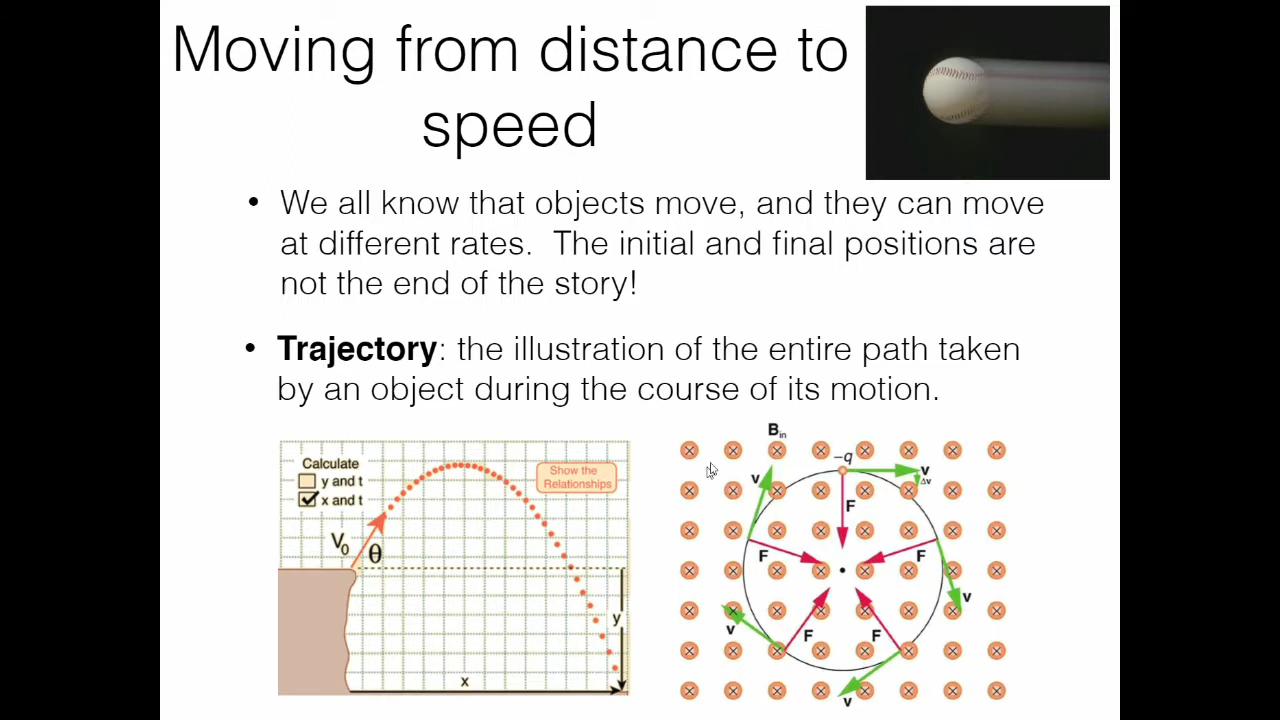 Moving from distance to
speed
• We all know that objects move, and they can move
at different rates.  The initial and final positions are
not the end of the story!
• Trajectory: the illustration of the entire path taken
by an object during the course of its motion.
Calculate
y and t
x and t
Show the
Relationships
V₀
θ
y
x
Bin
−q
v
Δv
v
F
F
F
v
v
F
F
v